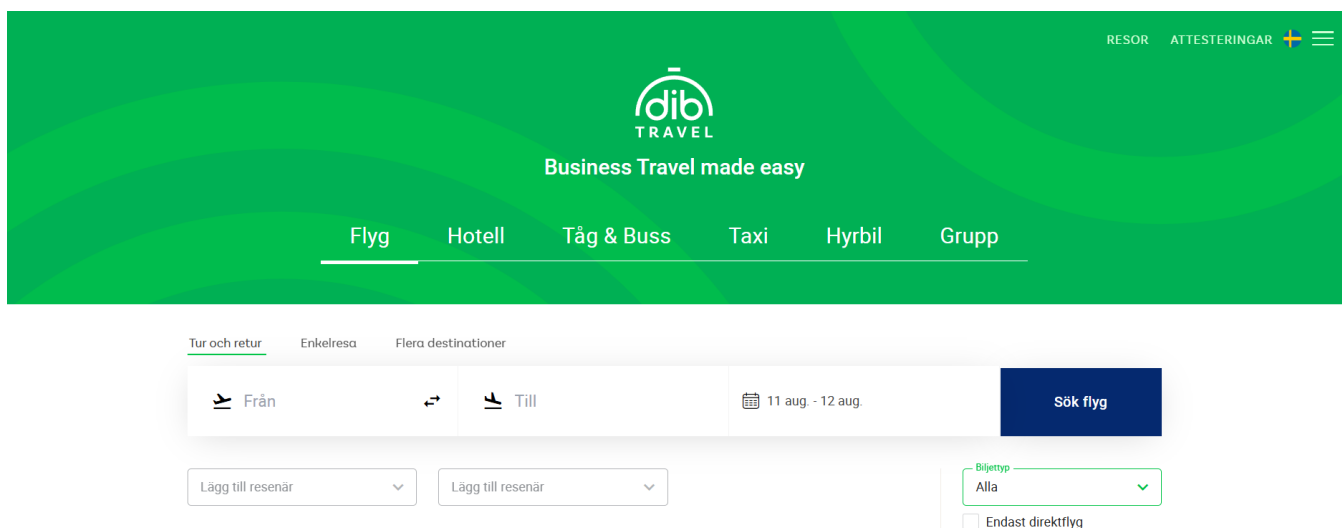 RESOR ATTESTERINGAR
dib
TRAVEL
Business Travel made easy
Flyg Hotell Tåg & Buss Taxi Hyrbil Grupp
Tur och retur Enkelresa Flera destinationer
Från Till 11 aug. - 12 aug. Sök flyg
Biljettyp
Lägg till resenär Lägg till resenär Alla
Endast direktflyg